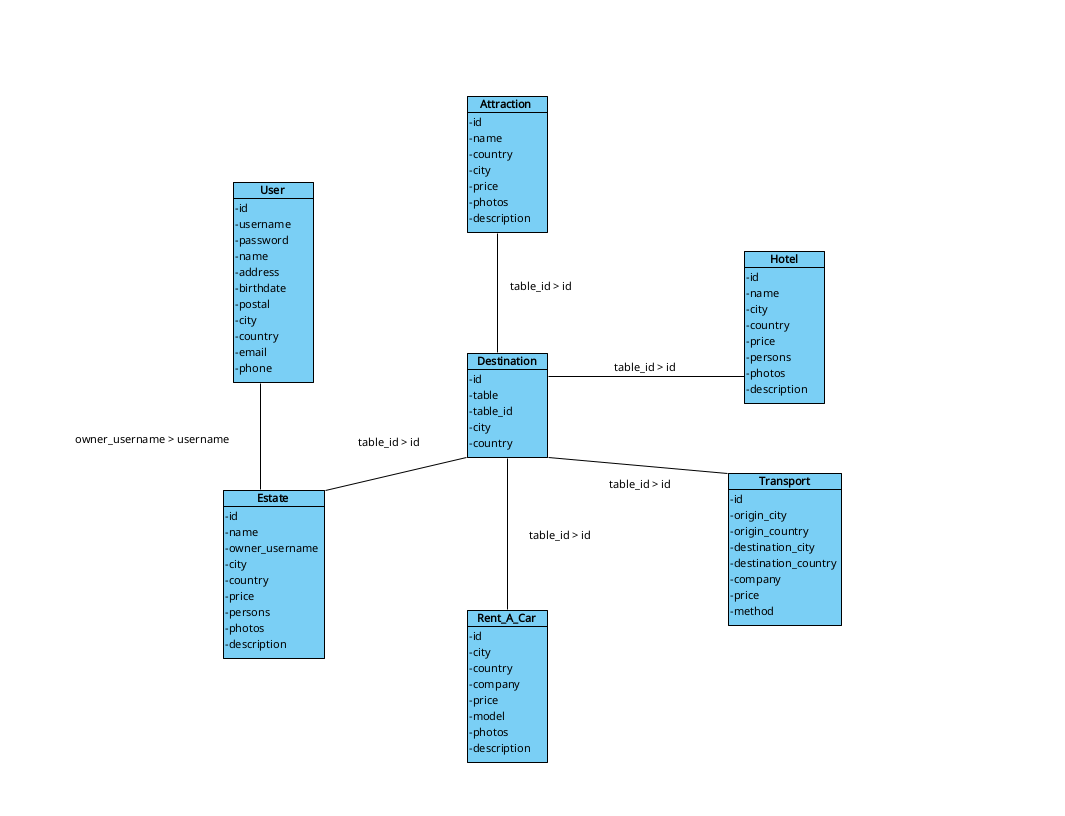 Attraction
-id
-name
-country
-city
-price
-photos
-description
User
-id
-username
-password
-name
-address
-birthdate
-postal
-city
-country
-email
-phone
Hotel
-id
-name
-city
-country
-price
-persons
-photos
-description
table_id > id
Destination
-id
-table
-table_id
-city
-country
table_id > id
owner_username > username
table_id > id
table_id > id
Transport
-id
-origin_city
-origin_country
-destination_city
-destination_country
-company
-price
-method
Estate
-id
-name
-owner_username
-city
-country
-price
-persons
-photos
-description
table_id > id
Rent_A_Car
-id
-city
-country
-company
-price
-model
-photos
-description